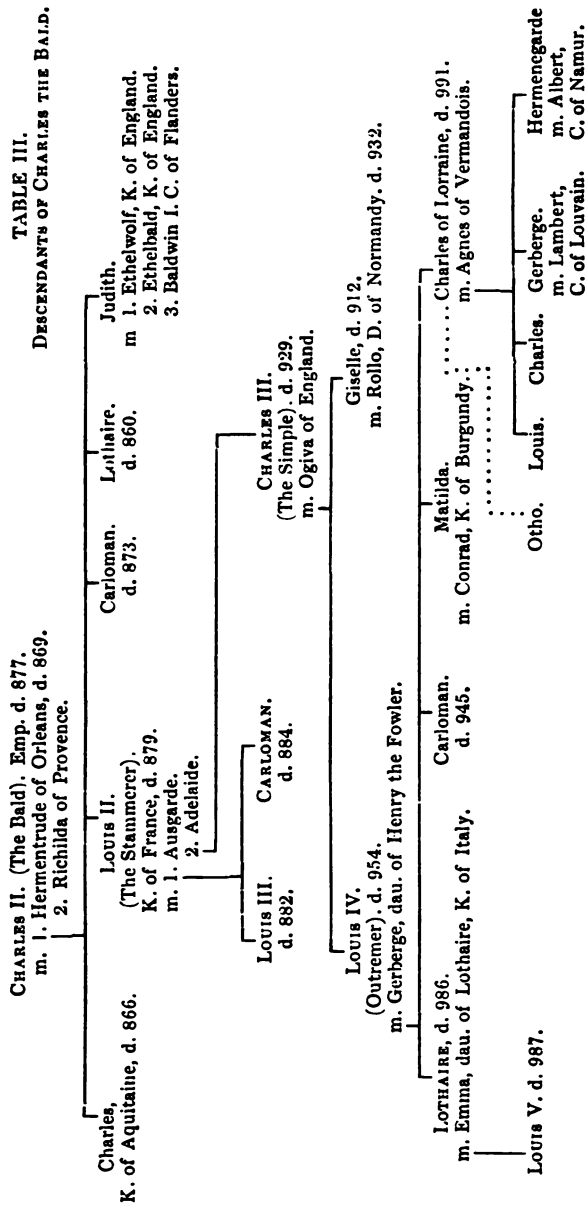 TABLE III.
DESCENDANTS OF CHARLES THE BALD.
CHARLES II. (The Bald). Emp. d. 877.
m. 1. Hermentrude of Orleans, d. 869.
2. Richilda of Provence.
Charles,
K. of Aquitaine, d. 866.
LOUIS II.
(The Stammerer).
K. of France, d. 879.
m. 1. Ausgarde.
2. Adelaide.
Carloman.
d. 873.
Lothaire.
d. 860.
Judith.
m 1. Ethelwolf, K. of England.
2. Ethelbald, K. of England.
3. Baldwin I. C. of Flanders.
LOUIS III.
d. 882.
CARLOMAN.
d. 884.
CHARLES III.
(The Simple). d. 929.
m. Ogiva of England.
LOUIS IV.
(Outremer). d. 954.
m. Gerberge, dau. of Henry the Fowler.
Giselle, d. 912.
m. Rollo, D. of Normandy. d. 932.
LOTHAIRE, d. 986.
m. Emma, dau. of Lothaire, K. of Italy.
Carloman.
d. 945.
Matilda.
m. Conrad, K. of Burgundy.
Charles of Lorraine, d. 991.
m. Agnes of Vermandois.
LOUIS V. d. 987.
Otho.
Louis.
Charles.
Gerberge.
m. Lambert,
C. of Louvain.
Hermenegarde
m. Albert,
C. of Namur.